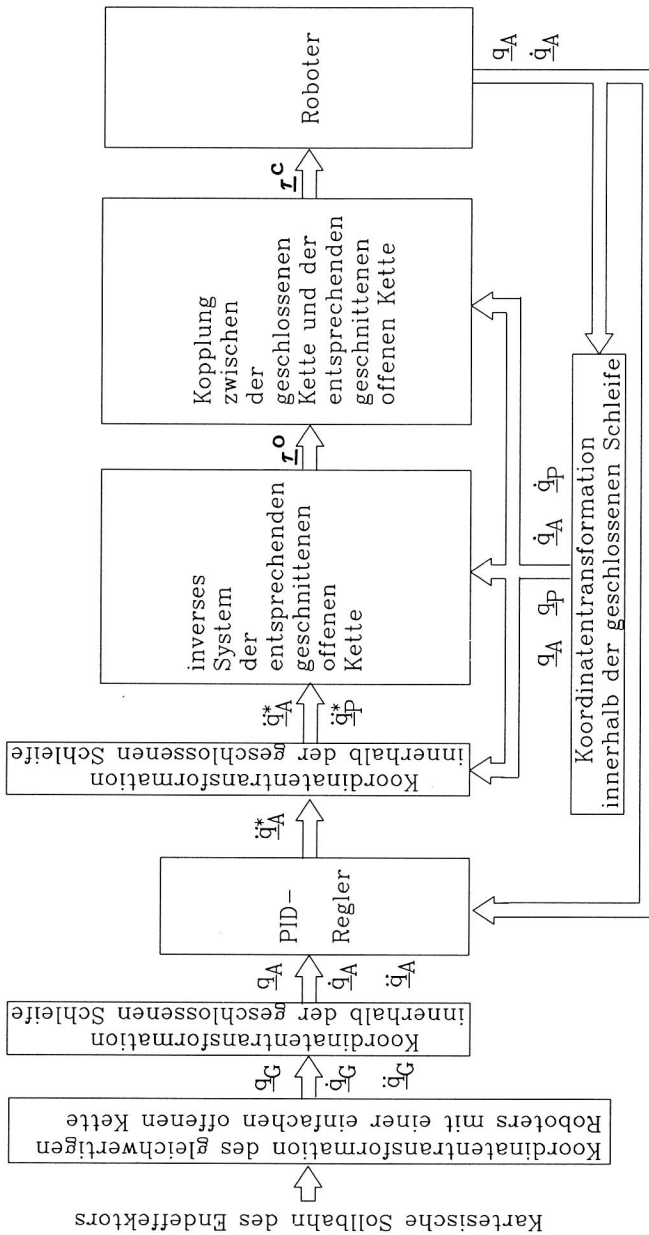 Kartesische Sollbahn des Endeffektors
Koordinatentransformation des gleichwertigen
Roboters mit einer einfachen offenen Kette
q_G
q̇_G
q̈_G
Koordinatentransformation
innerhalb der geschlossenen Schleife
q_A
q̇_A
q̈_A
PID-
Regler
q̈*_A
Koordinatentransformation
innerhalb der geschlossenen Schleife
q̈*_A
q̈*_P
inverses
System
der
entsprechenden
geschnittenen
offenen
Kette
τ^O
Kopplung
zwischen
der
geschlossenen
Kette und der
entsprechenden
geschnittenen
offenen Kette
τ^C
Roboter
q_A q̇_A
q_A q_P q̇_A q̇_P
Koordinatentransformation
innerhalb der geschlossenen Schleife